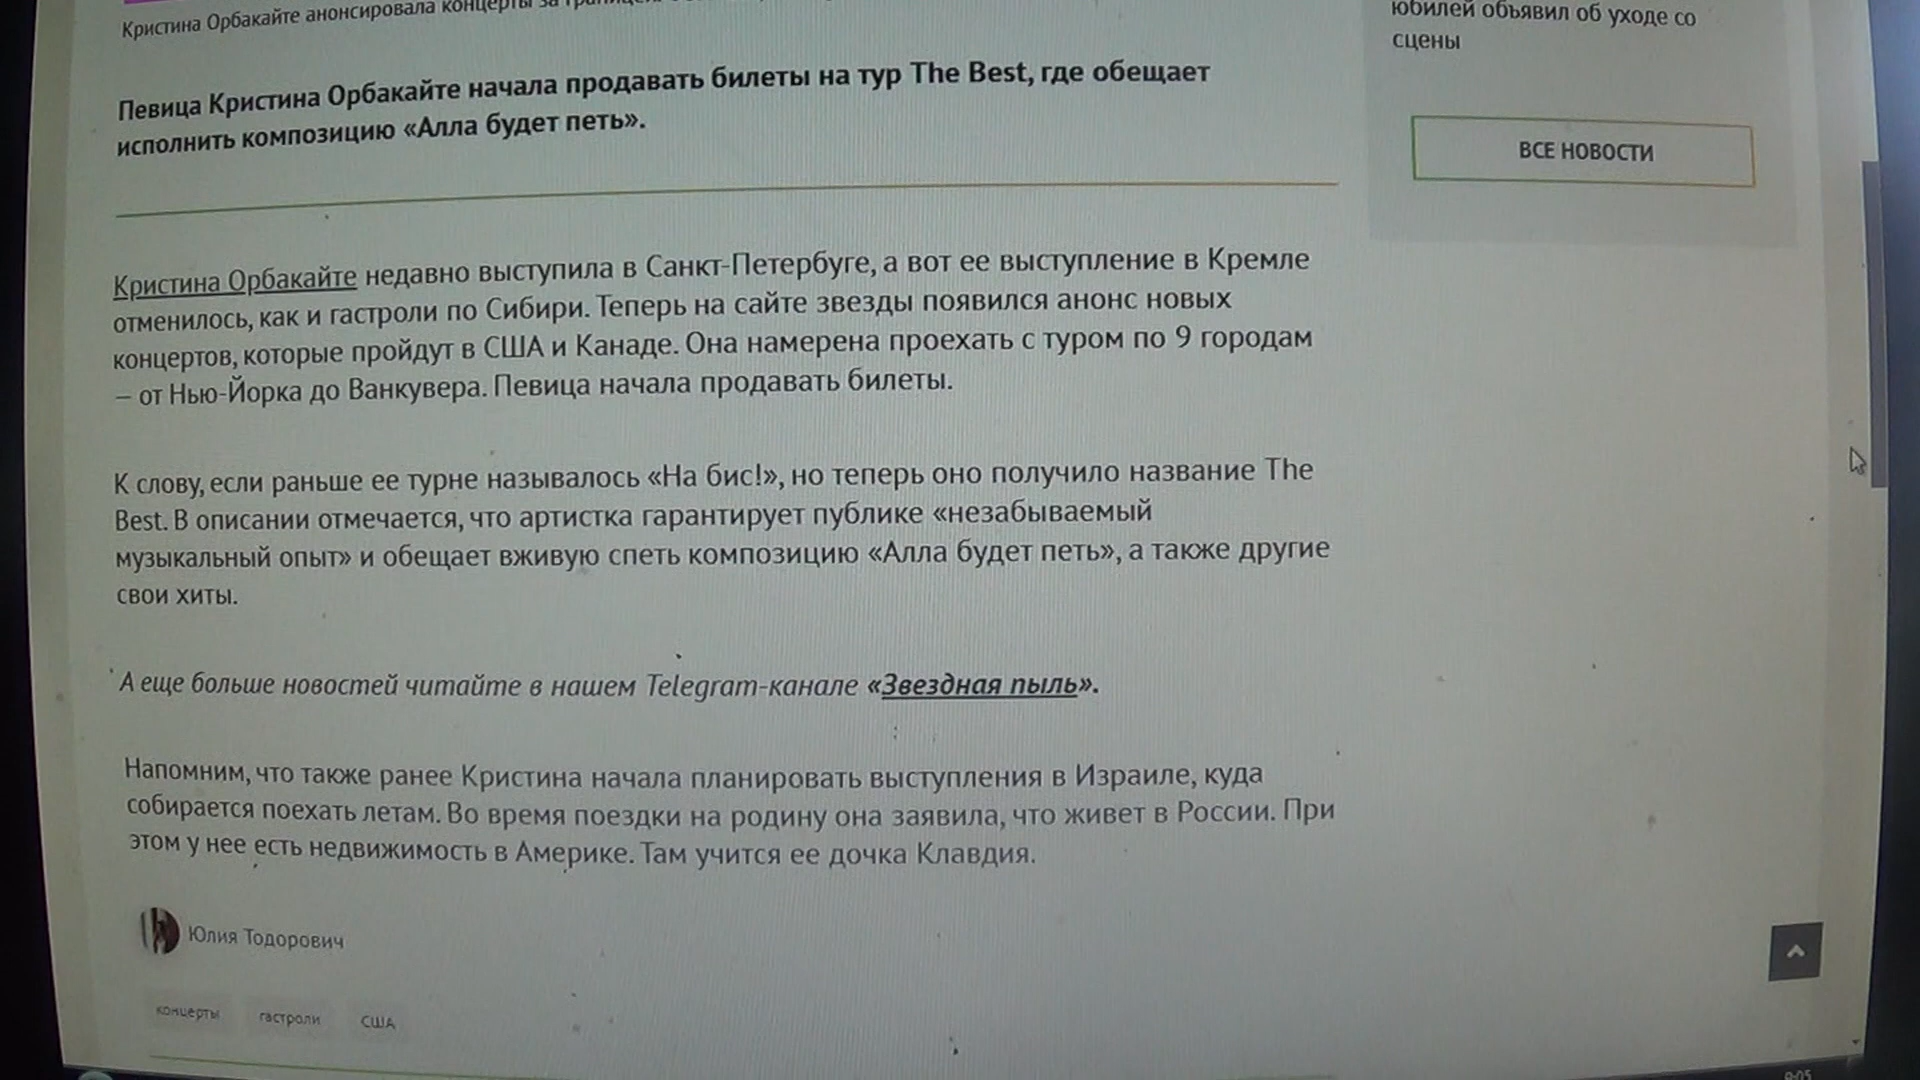 Кристина Орбакайте анонсировала концерты за
юбилей объявил об уходе со
сцены
ВСЕ НОВОСТИ
Певица Кристина Орбакайте начала продавать билеты на тур The Best, где обещает
исполнить композицию «Алла будет петь».
Кристина Орбакайте недавно выступила в Санкт-Петербуге, а вот ее выступление в Кремле
отменилось, как и гастроли по Сибири. Теперь на сайте звезды появился анонс новых
концертов, которые пройдут в США и Канаде. Она намерена проехать с туром по 9 городам
– от Нью-Йорка до Ванкувера. Певица начала продавать билеты.
К слову, если раньше ее турне называлось «На бис!», но теперь оно получило название The
Best. В описании отмечается, что артистка гарантирует публике «незабываемый
музыкальный опыт» и обещает вживую спеть композицию «Алла будет петь», а также другие
свои хиты.
А еще больше новостей читайте в нашем Telegram-канале «Звездная пыль».
Напомним, что также ранее Кристина начала планировать выступления в Израиле, куда
собирается поехать летам. Во время поездки на родину она заявила, что живет в России. При
этом у нее есть недвижимость в Америке. Там учится ее дочка Клавдия.
Юлия Тодорович
концерты гастроли США